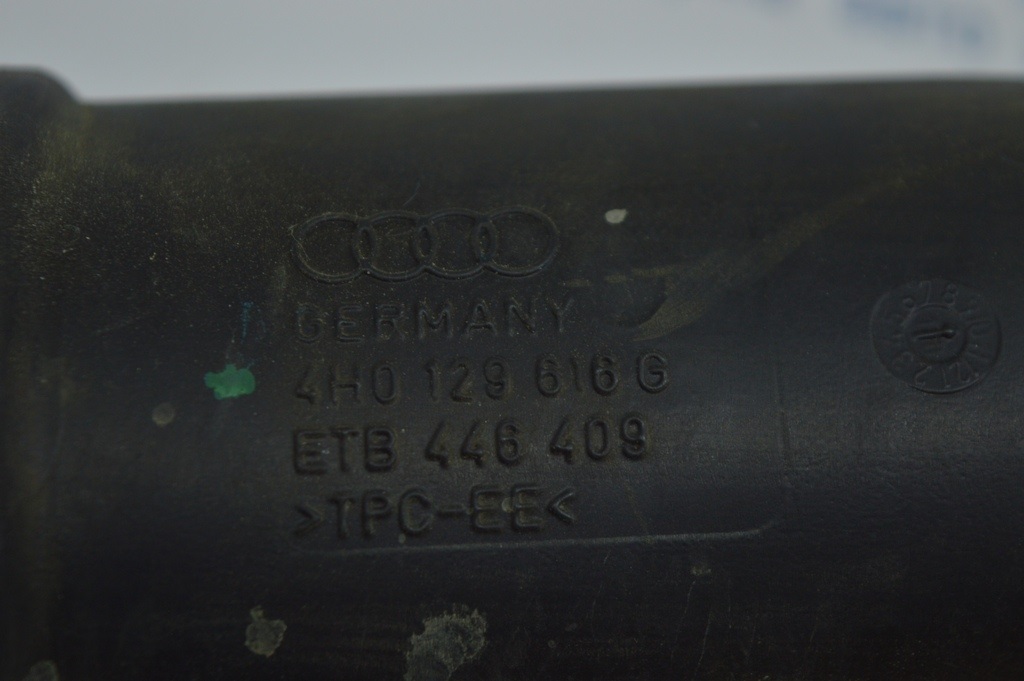 GERMANY
4H0 129 616 G
ETB 446 409
>TPC-EE<